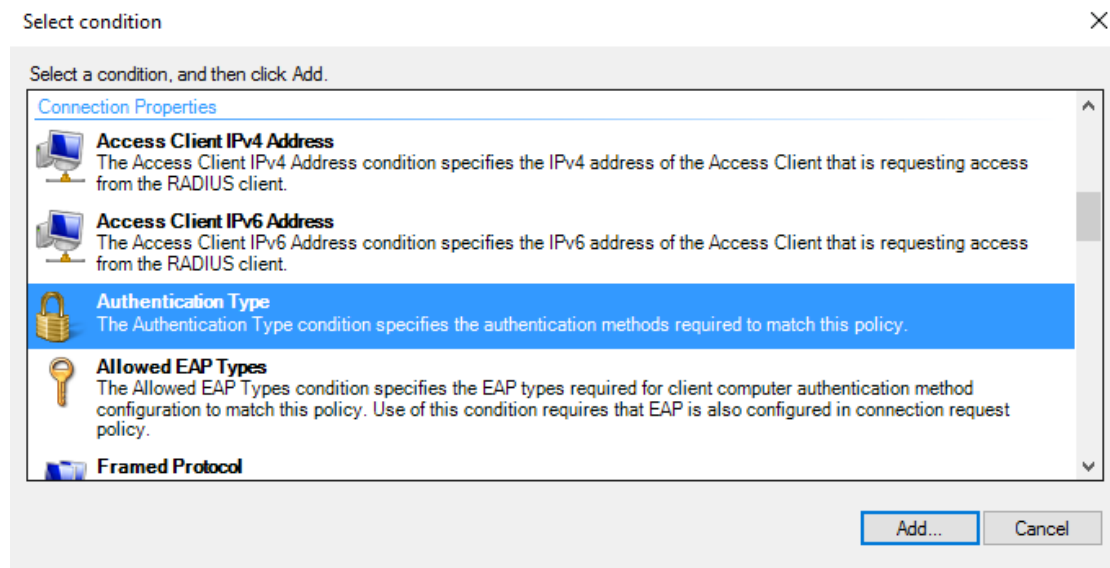 Select condition
Select a condition, and then click Add.
Connection Properties
Access Client IPv4 Address
The Access Client IPv4 Address condition specifies the IPv4 address of the Access Client that is requesting access
from the RADIUS client.
Access Client IPv6 Address
The Access Client IPv6 Address condition specifies the IPv6 address of the Access Client that is requesting access
from the RADIUS client.
Authentication Type
The Authentication Type condition specifies the authentication methods required to match this policy.
Allowed EAP Types
The Allowed EAP Types condition specifies the EAP types required for client computer authentication method
configuration to match this policy. Use of this condition requires that EAP is also configured in connection request
policy.
Framed Protocol
Add...
Cancel